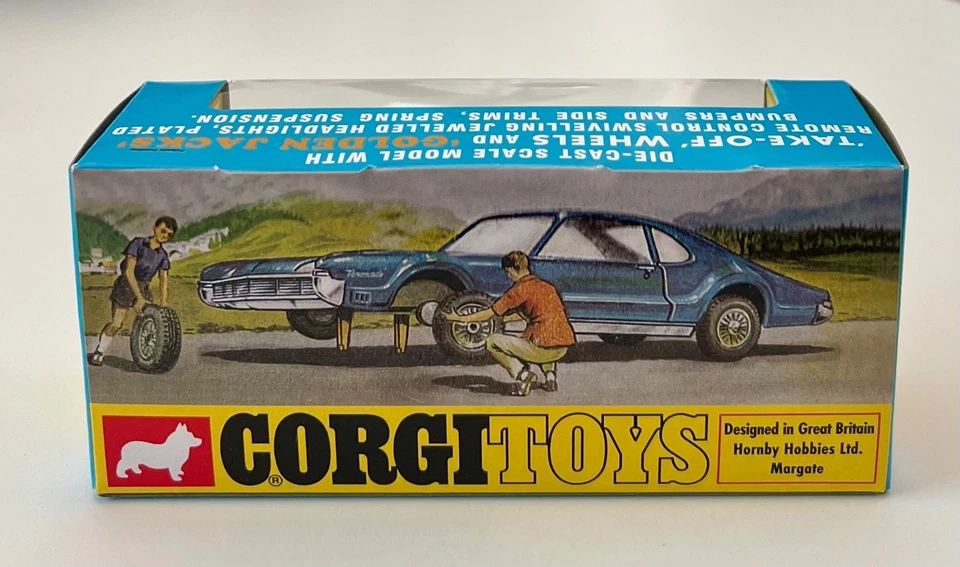 DIE-CAST SCALE MODEL WITH
'TAKE-OFF' WHEELS AND 'GOLDEN JACKS'
REMOTE CONTROL SWIVELLING JEWELLED HEADLIGHTS, PLATED
BUMPERS AND SIDE TRIMS, SPRING SUSPENSION.
Toronado
CORGI TOYS
®
Designed in Great Britain
Hornby Hobbies Ltd.
Margate